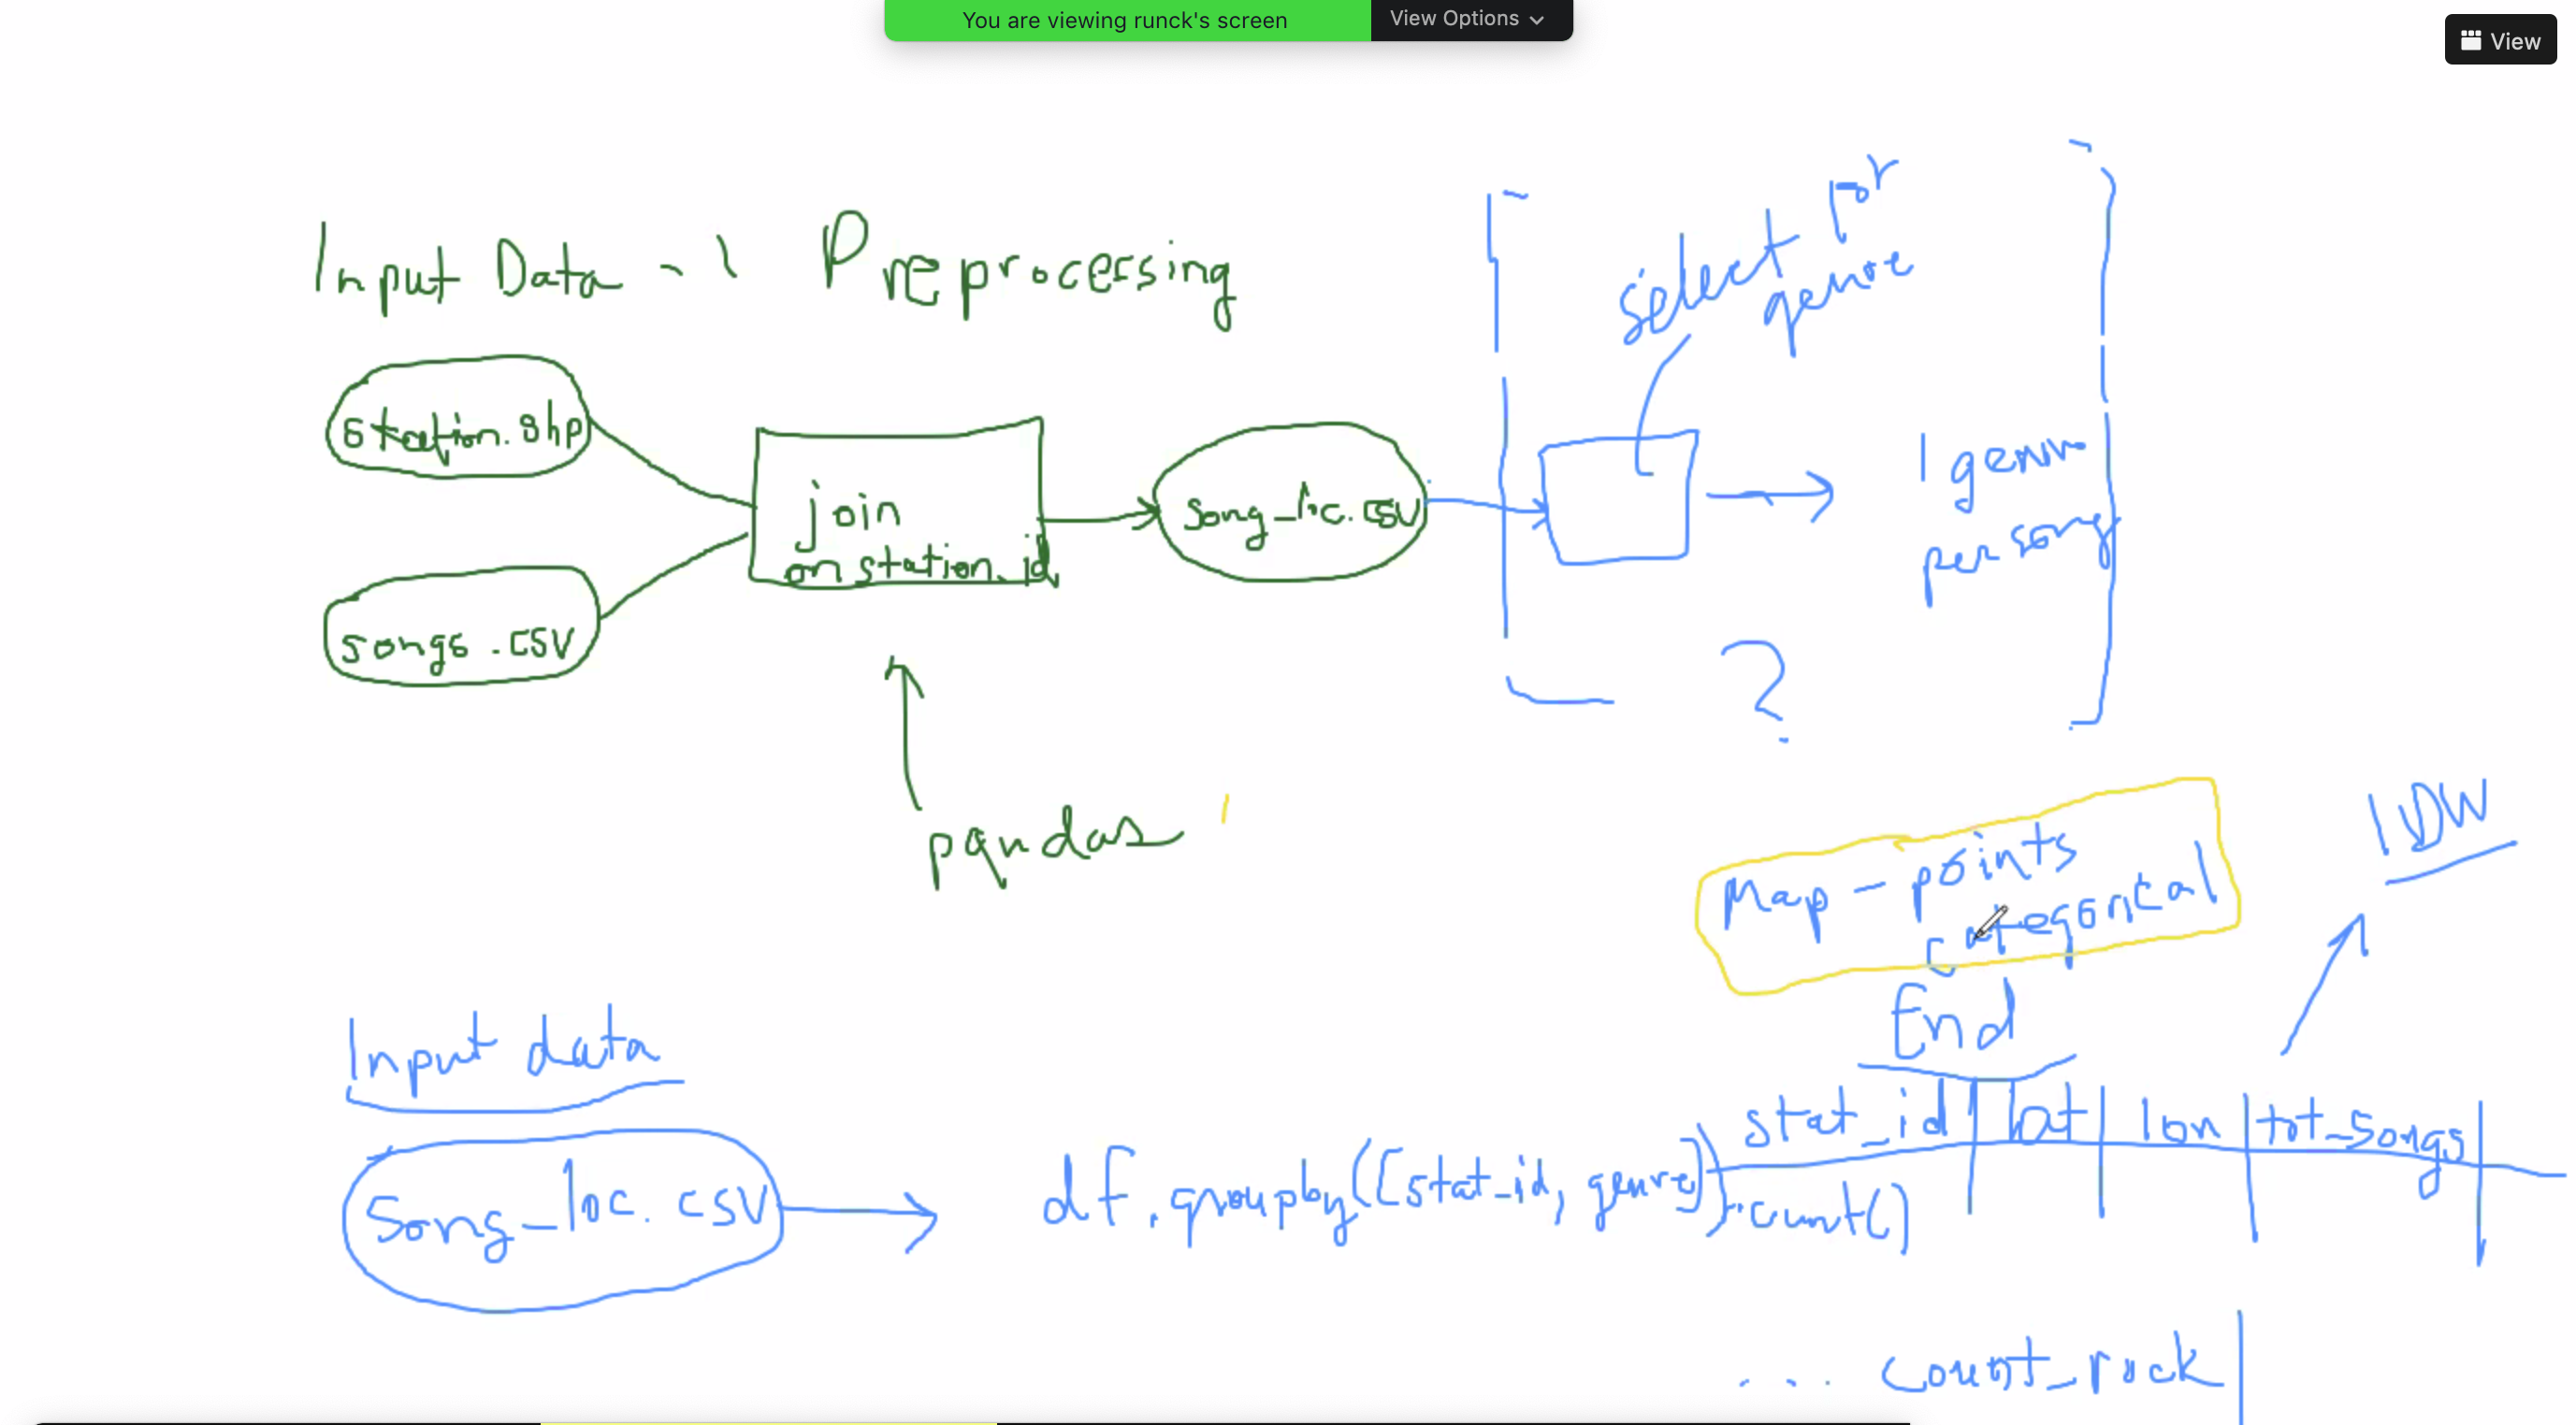 You are viewing runck's screen
View Options
View
Input Data - 1 Preprocessing
select for
genre
station.shp
join
on station_id
song_loc.csv
1 genre
per song
songs.csv
?
pandas
IDW
Map - points
categorical
End
Input data
stat_id | lat | lon | tot_songs
song_loc.csv
df.groupby([stat_id, genre]).count()
... count_rock